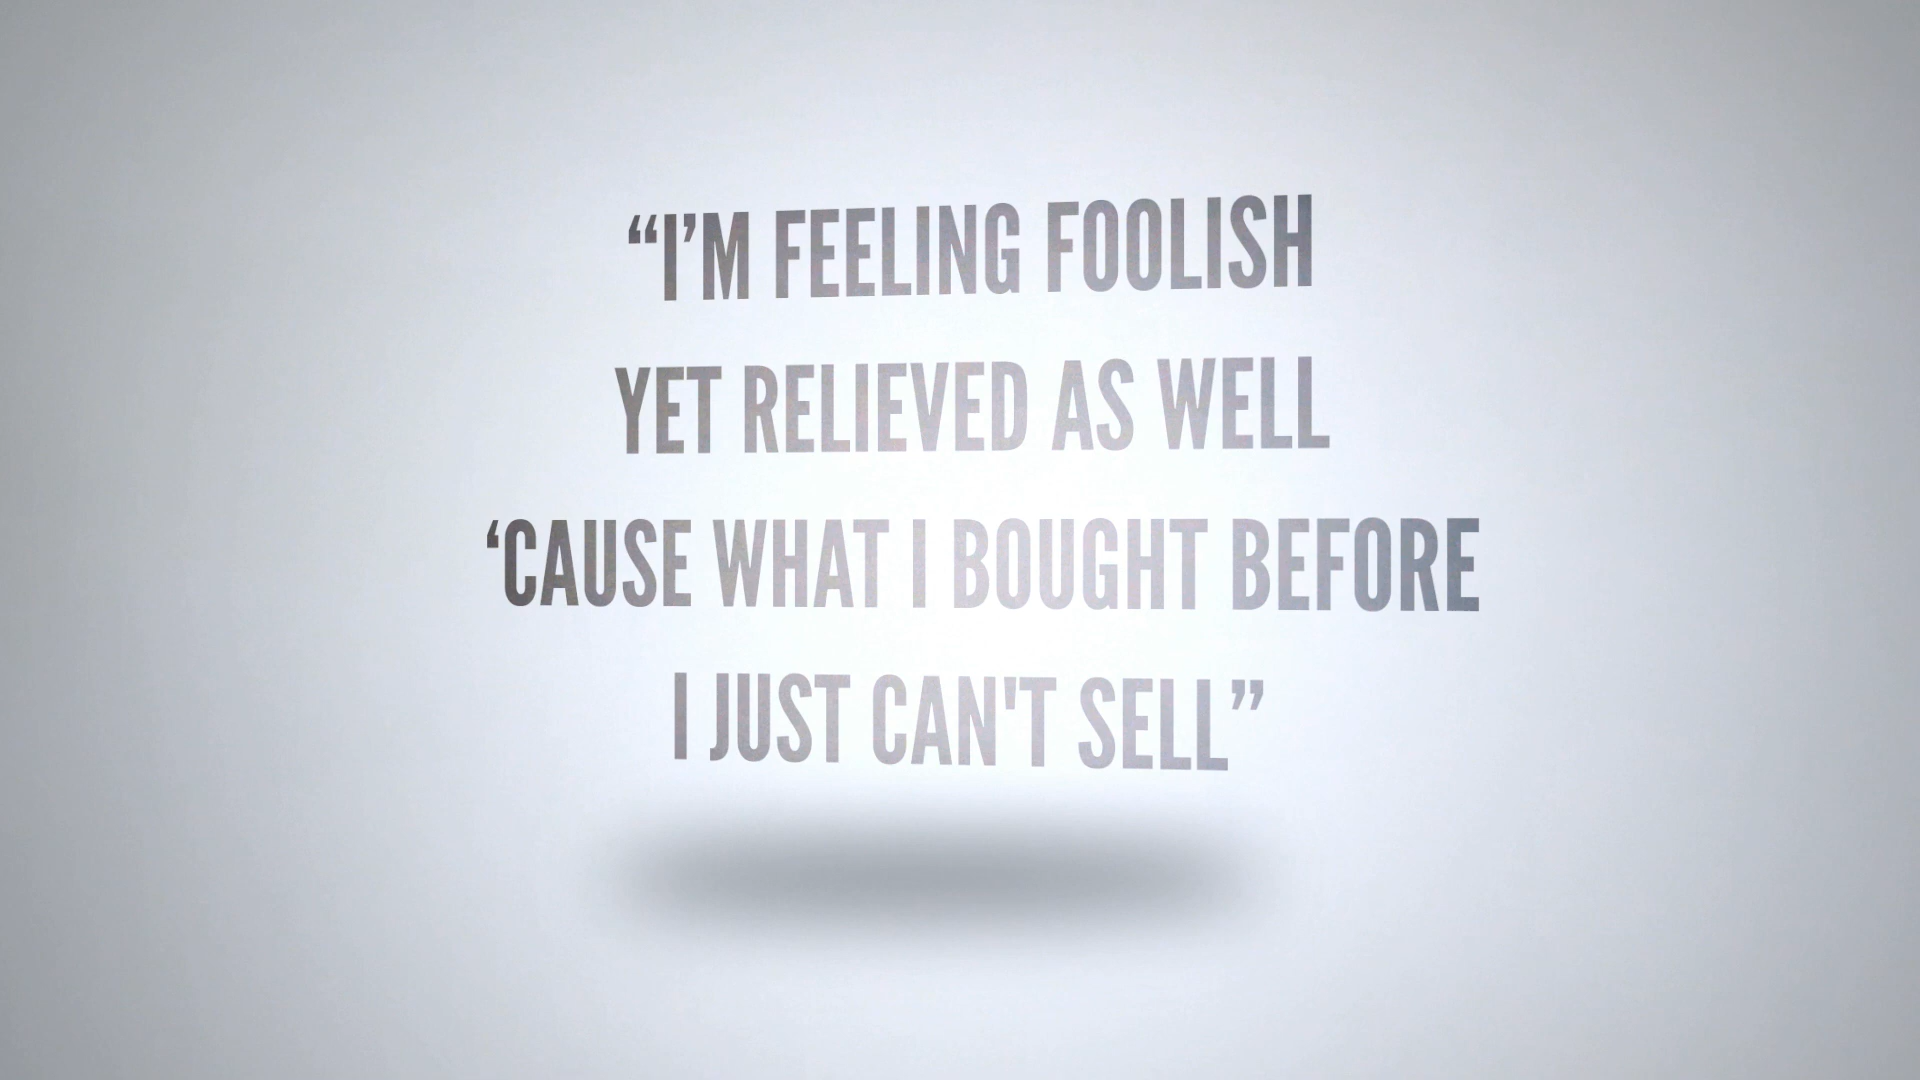 “I’M FEELING FOOLISH
YET RELIEVED AS WELL
‘CAUSE WHAT I BOUGHT BEFORE
I JUST CAN'T SELL”